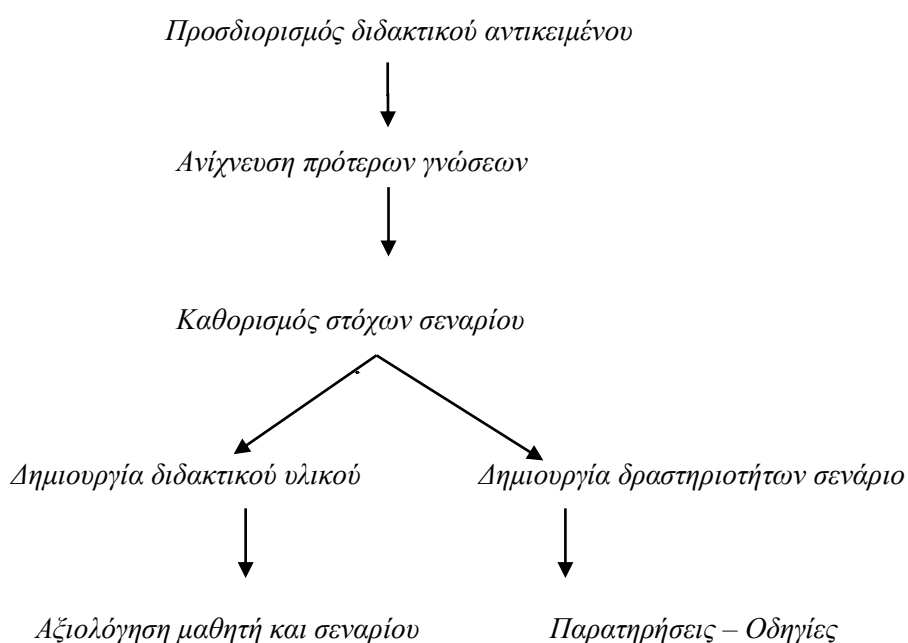 Προσδιορισμός διδακτικού αντικειμένου
Ανίχνευση πρότερων γνώσεων
Καθορισμός στόχων σεναρίου
Δημιουργία διδακτικού υλικού
Δημιουργία δραστηριοτήτων σενάριο
Αξιολόγηση μαθητή και σεναρίου
Παρατηρήσεις – Οδηγίες